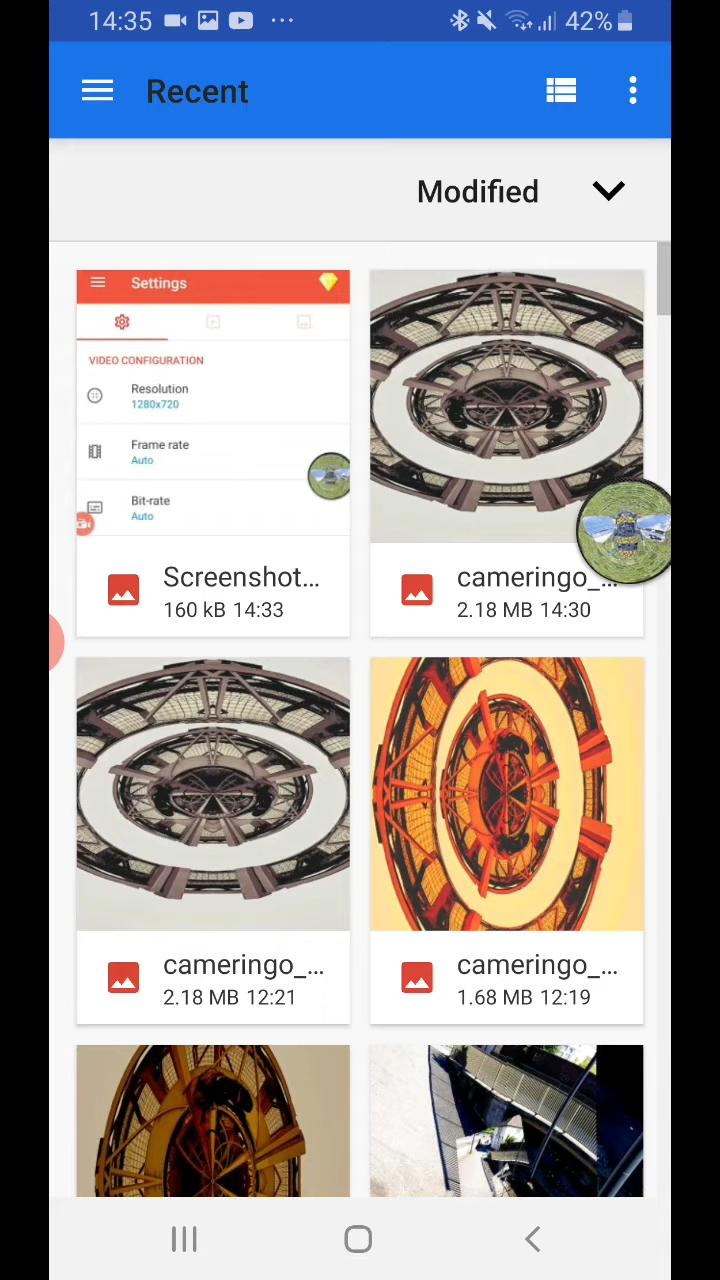 14:35 ... 42%
Recent
Modified
Settings
VIDEO CONFIGURATION
Resolution
1280x720
Frame rate
Auto
Bit-rate
Auto
Screenshot...
160 kB 14:33
cameringo_...
2.18 MB 14:30
cameringo_...
2.18 MB 12:21
cameringo_...
1.68 MB 12:19